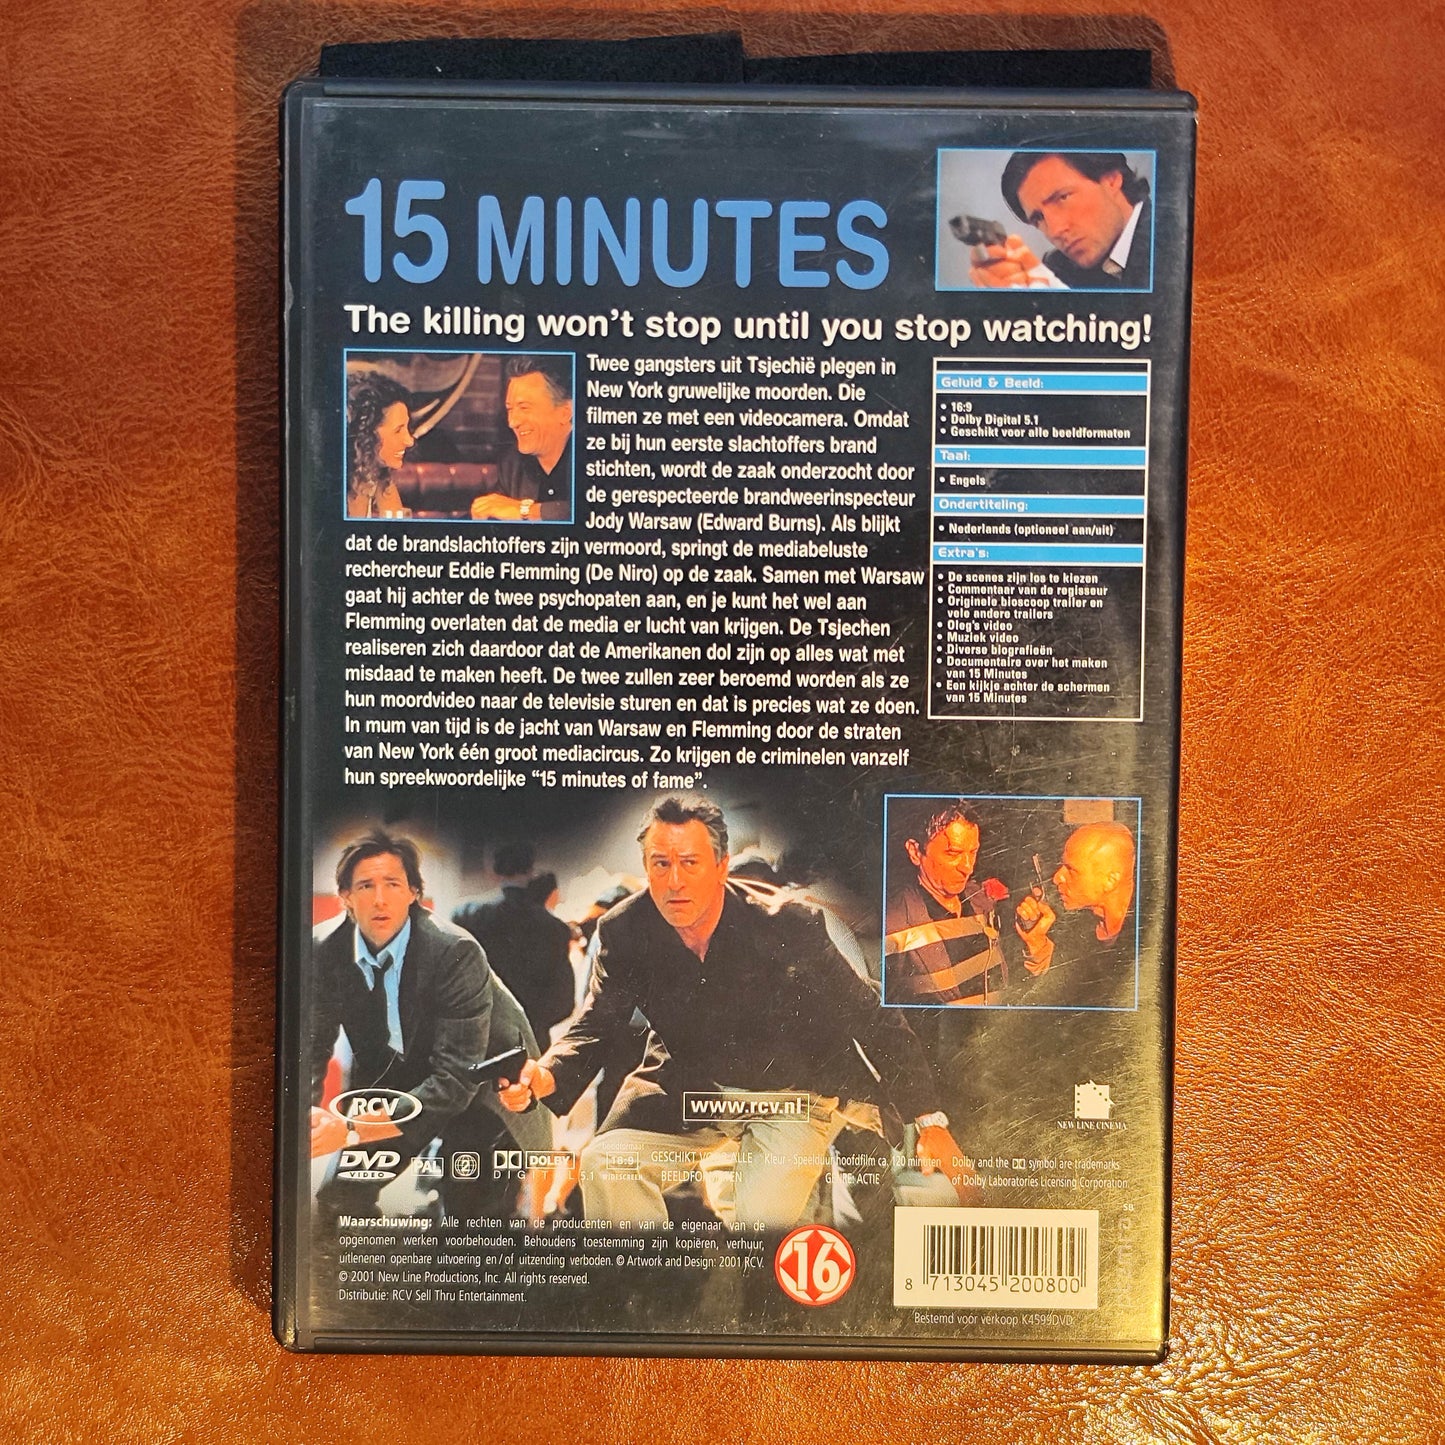 15 MINUTES
The killing won't stop until you stop watching!
Twee gangsters uit Tsjechië plegen in
New York gruwelijke moorden. Die
filmen ze met een videocamera. Omdat
ze bij hun eerste slachtoffers brand
stichten, wordt de zaak onderzocht door
de gerespecteerde brandweerinspecteur
Jody Warsaw (Edward Burns). Als blijkt
dat de brandslachtoffers zijn vermoord, springt de mediabeluste
rechercheur Eddie Flemming (De Niro) op de zaak. Samen met Warsaw
gaat hij achter de twee psychopaten aan, en je kunt het wel aan
Flemming overlaten dat de media er lucht van krijgen. De Tsjechen
realiseren zich daardoor dat de Amerikanen dol zijn op alles wat met
misdaad te maken heeft. De twee zullen zeer beroemd worden als ze
hun moordvideo naar de televisie sturen en dat is precies wat ze doen.
In mum van tijd is de jacht van Warsaw en Flemming door de straten
van New York één groot mediacircus. Zo krijgen de criminelen vanzelf
hun spreekwoordelijke “15 minutes of fame”.
Geluid & Beeld:
• 16:9
• Dolby Digital 5.1
• Geschikt voor alle beeldformaten
Taal:
• Engels
Ondertiteling:
• Nederlands (optioneel aan/uit)
Extra's:
• De scenes zijn los te kiezen
• Commentaar van de regisseur
• Originele bioscoop trailer en
vele andere trailers
• Oleg's video
• Muziek video
• Diverse biografieën
• Documentaire over het maken
van 15 Minutes
• Een kijkje achter de schermen
van 15 Minutes
RCV
www.rcv.nl
NEW LINE CINEMA
DVD VIDEO
PAL
2
DOLBY DIGITAL 5.1
beeldformaat
16:9
WIDESCREEN
GESCHIKT VOOR ALLE
BEELDFORMATEN
Kleur - Speelduur hoofdfilm ca. 120 minuten
GENRE: ACTIE
Dolby and the symbol are trademarks
of Dolby Laboratories Licensing Corporation.
SB
Waarschuwing: Alle rechten van de producenten en van de eigenaar van de
opgenomen werken voorbehouden. Behoudens toestemming zijn kopiëren, verhuur,
uitlenenen openbare uitvoering en/of uitzending verboden. © Artwork and Design: 2001 RCV.
© 2001 New Line Productions, Inc. All rights reserved.
Distributie: RCV Sell Thru Entertainment.
16
8 713045 200800
Bestemd voor verkoop K4599DVD